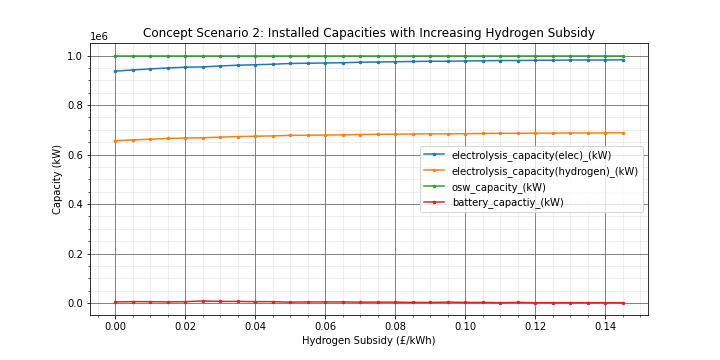 Concept Scenario 2: Installed Capacities with Increasing Hydrogen Subsidy
1e6
1.0
0.8
0.6
0.4
0.2
0.0
Capacity (kW)
electrolysis_capacity(elec)_(kW)
electrolysis_capacity(hydrogen)_(kW)
osw_capacity_(kW)
battery_capactiy_(kW)
0.00 0.02 0.04 0.06 0.08 0.10 0.12 0.14
Hydrogen Subsidy (£/kWh)